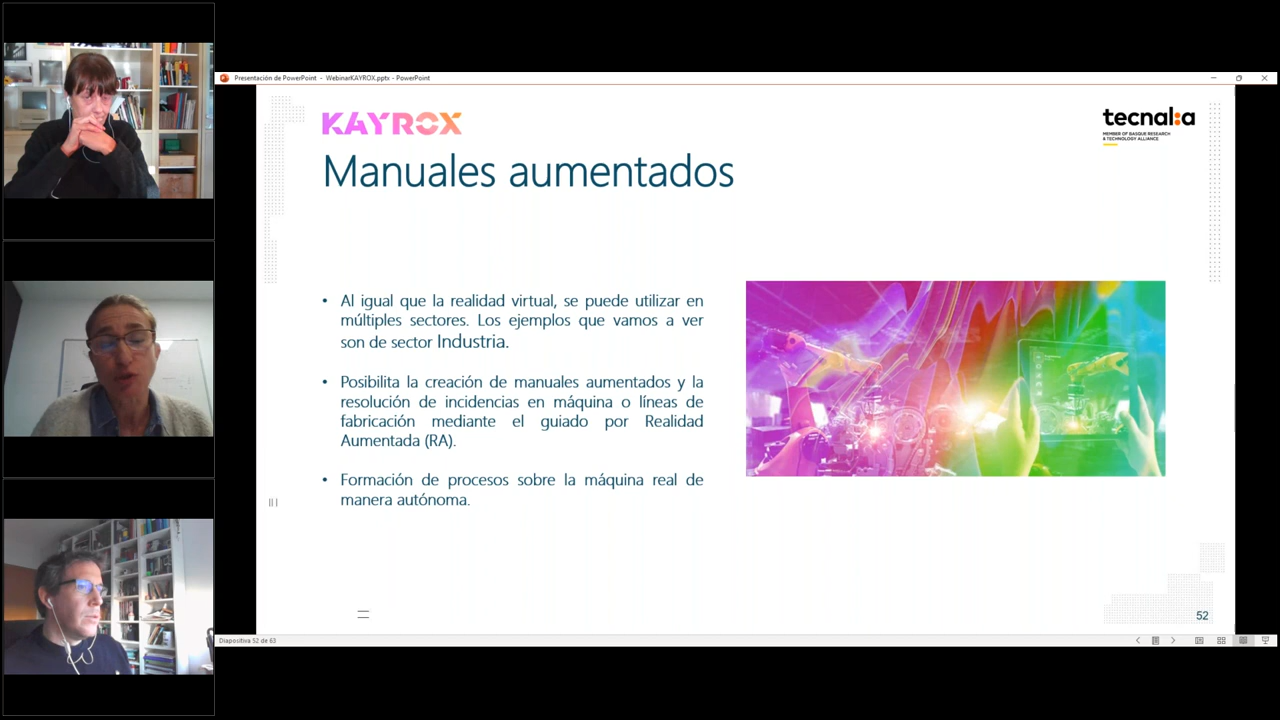 Presentación de PowerPoint - WebinarKAYROX.pptx - PowerPoint
KAYROX
tecnal:a
MEMBER OF BASQUE RESEARCH
& TECHNOLOGY ALLIANCE
Manuales aumentados
• Al igual que la realidad virtual, se puede utilizar en
múltiples sectores. Los ejemplos que vamos a ver
son de sector Industria.
• Posibilita la creación de manuales aumentados y la
resolución de incidencias en máquina o líneas de
fabricación mediante el guiado por Realidad
Aumentada (RA).
• Formación de procesos sobre la máquina real de
manera autónoma.
52
Diapositiva 52 de 63